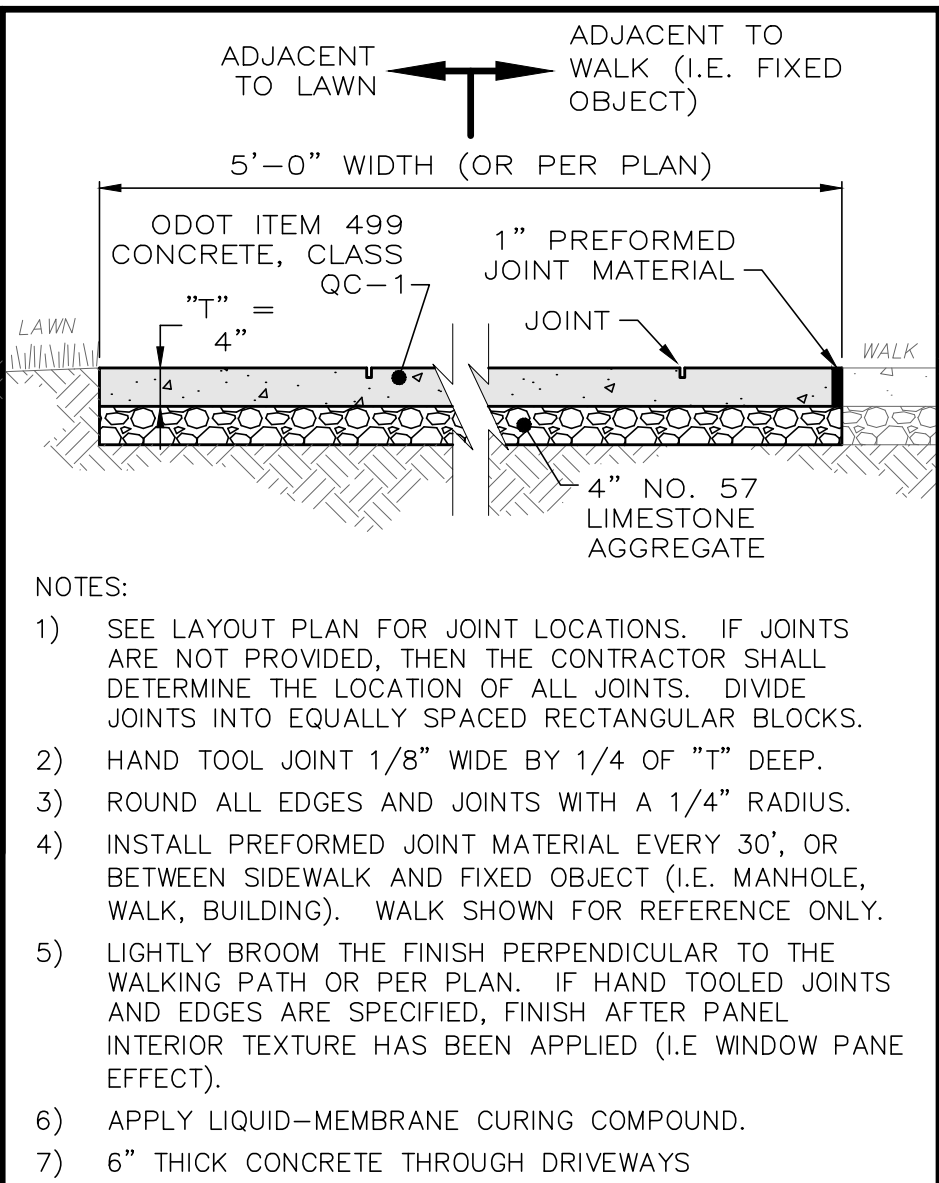 ADJACENT
TO LAWN
ADJACENT TO
WALK (I.E. FIXED
OBJECT)
5'-0" WIDTH (OR PER PLAN)
ODOT ITEM 499
CONCRETE, CLASS
QC-1
1" PREFORMED
JOINT MATERIAL
"T" =
4"
JOINT
LAWN
WALK
4" NO. 57
LIMESTONE
AGGREGATE
NOTES:
1) SEE LAYOUT PLAN FOR JOINT LOCATIONS. IF JOINTS
ARE NOT PROVIDED, THEN THE CONTRACTOR SHALL
DETERMINE THE LOCATION OF ALL JOINTS. DIVIDE
JOINTS INTO EQUALLY SPACED RECTANGULAR BLOCKS.
2) HAND TOOL JOINT 1/8" WIDE BY 1/4 OF "T" DEEP.
3) ROUND ALL EDGES AND JOINTS WITH A 1/4" RADIUS.
4) INSTALL PREFORMED JOINT MATERIAL EVERY 30', OR
BETWEEN SIDEWALK AND FIXED OBJECT (I.E. MANHOLE,
WALK, BUILDING). WALK SHOWN FOR REFERENCE ONLY.
5) LIGHTLY BROOM THE FINISH PERPENDICULAR TO THE
WALKING PATH OR PER PLAN. IF HAND TOOLED JOINTS
AND EDGES ARE SPECIFIED, FINISH AFTER PANEL
INTERIOR TEXTURE HAS BEEN APPLIED (I.E WINDOW PANE
EFFECT).
6) APPLY LIQUID-MEMBRANE CURING COMPOUND.
7) 6" THICK CONCRETE THROUGH DRIVEWAYS